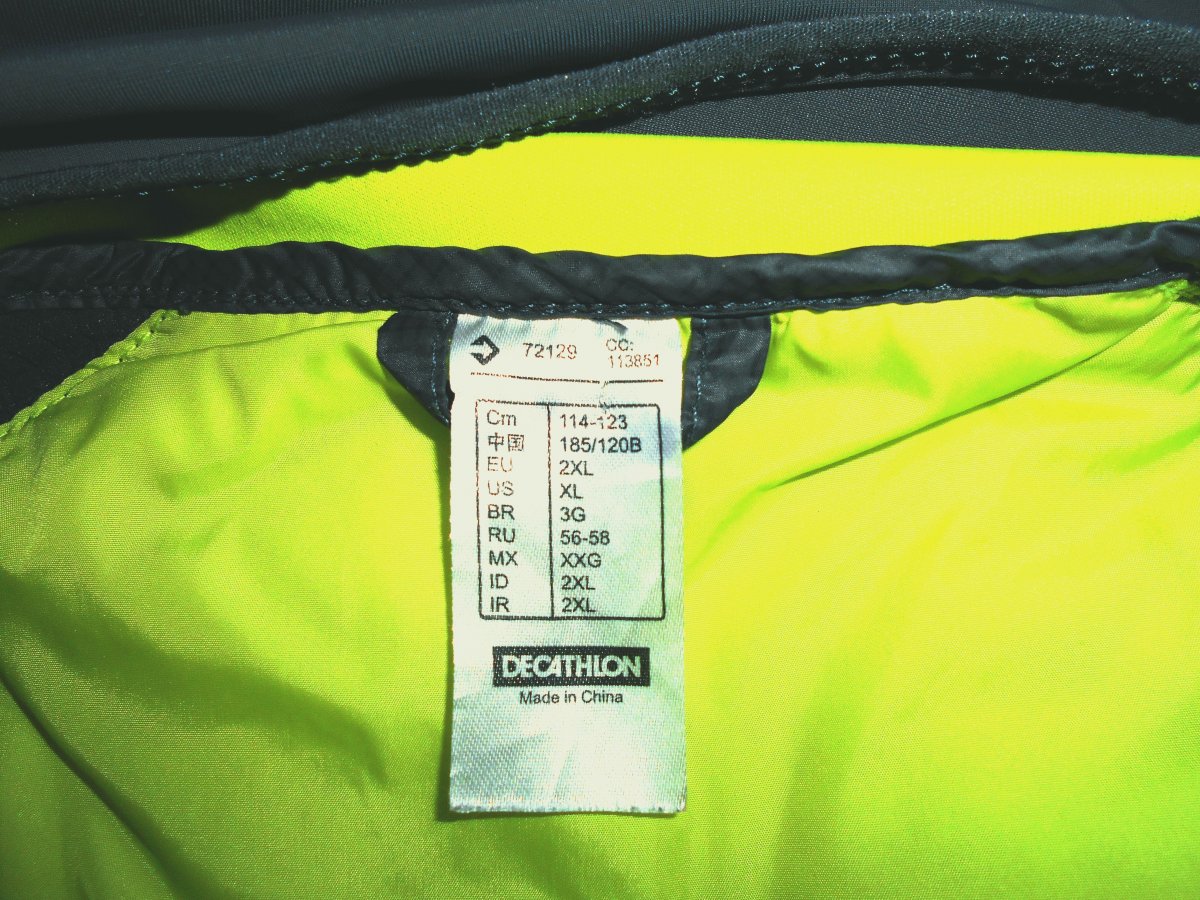 72129 CC:
113851
Cm 114-123
中国 185/120B
EU 2XL
US XL
BR 3G
RU 56-58
MX XXG
ID 2XL
IR 2XL
DECATHLON
Made in China